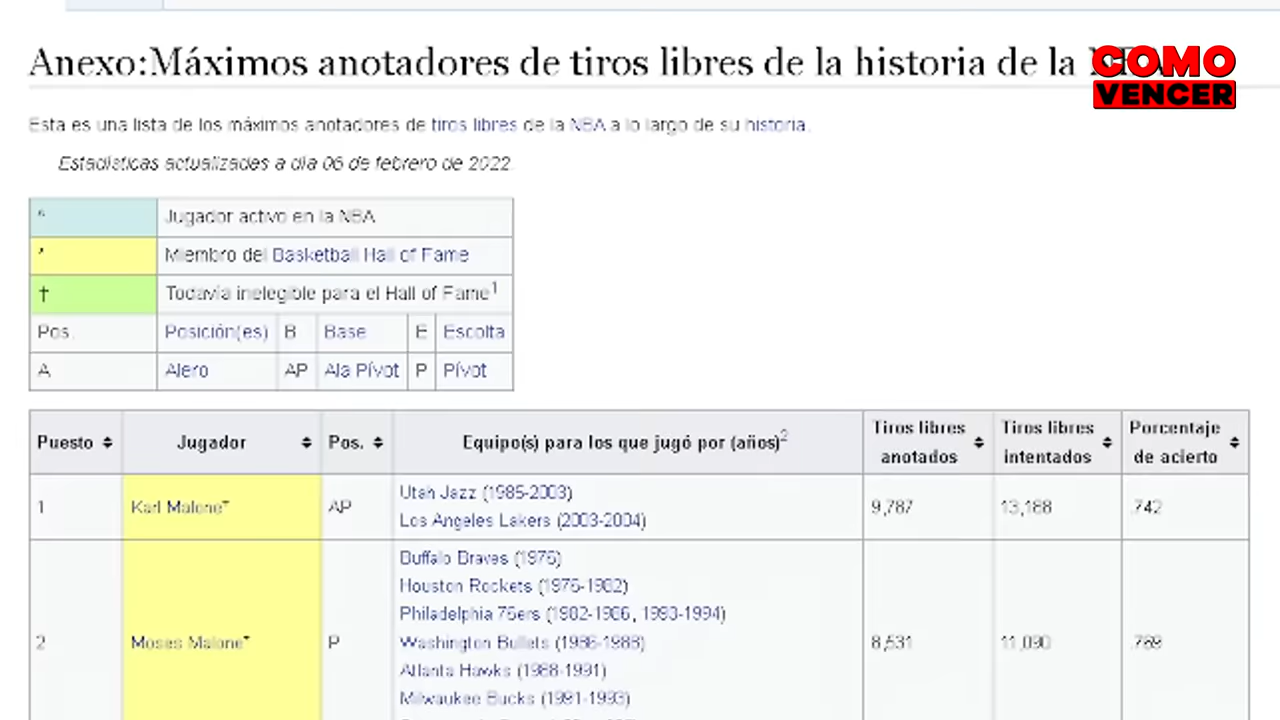 Anexo:Máximos anotadores de tiros libres de la historia de la
COMO
VENCER
Esta es una lista de los máximos anotadores de tiros libres de la NBA a lo largo de su historia.
Estadísticas actualizadas a día 06 de febrero de 2022
^ Jugador activo en la NBA
* Miembro del Basketball Hall of Fame
† Todavía inelegible para el Hall of Fame1
Pos. Posición(es) B Base E Escolta
A Alero AP Ala Pívot P Pívot
Puesto Jugador Pos. Equipo(s) para los que jugó por (años)2 Tiros libres anotados Tiros libres intentados Porcentaje de acierto
1 Karl Malone* AP Utah Jazz (1985-2003) 9,787 13,188 .742
Los Angeles Lakers (2003-2004)
Buffalo Braves (1976)
Houston Rockets (1976-1982)
Philadelphia 76ers (1982-1986, 1993-1994)
2 Moses Malone* P Washington Bullets (1986-1988) 8,531 11,090 .769
Atlanta Hawks (1988-1991)
Milwaukee Bucks (1991-1993)